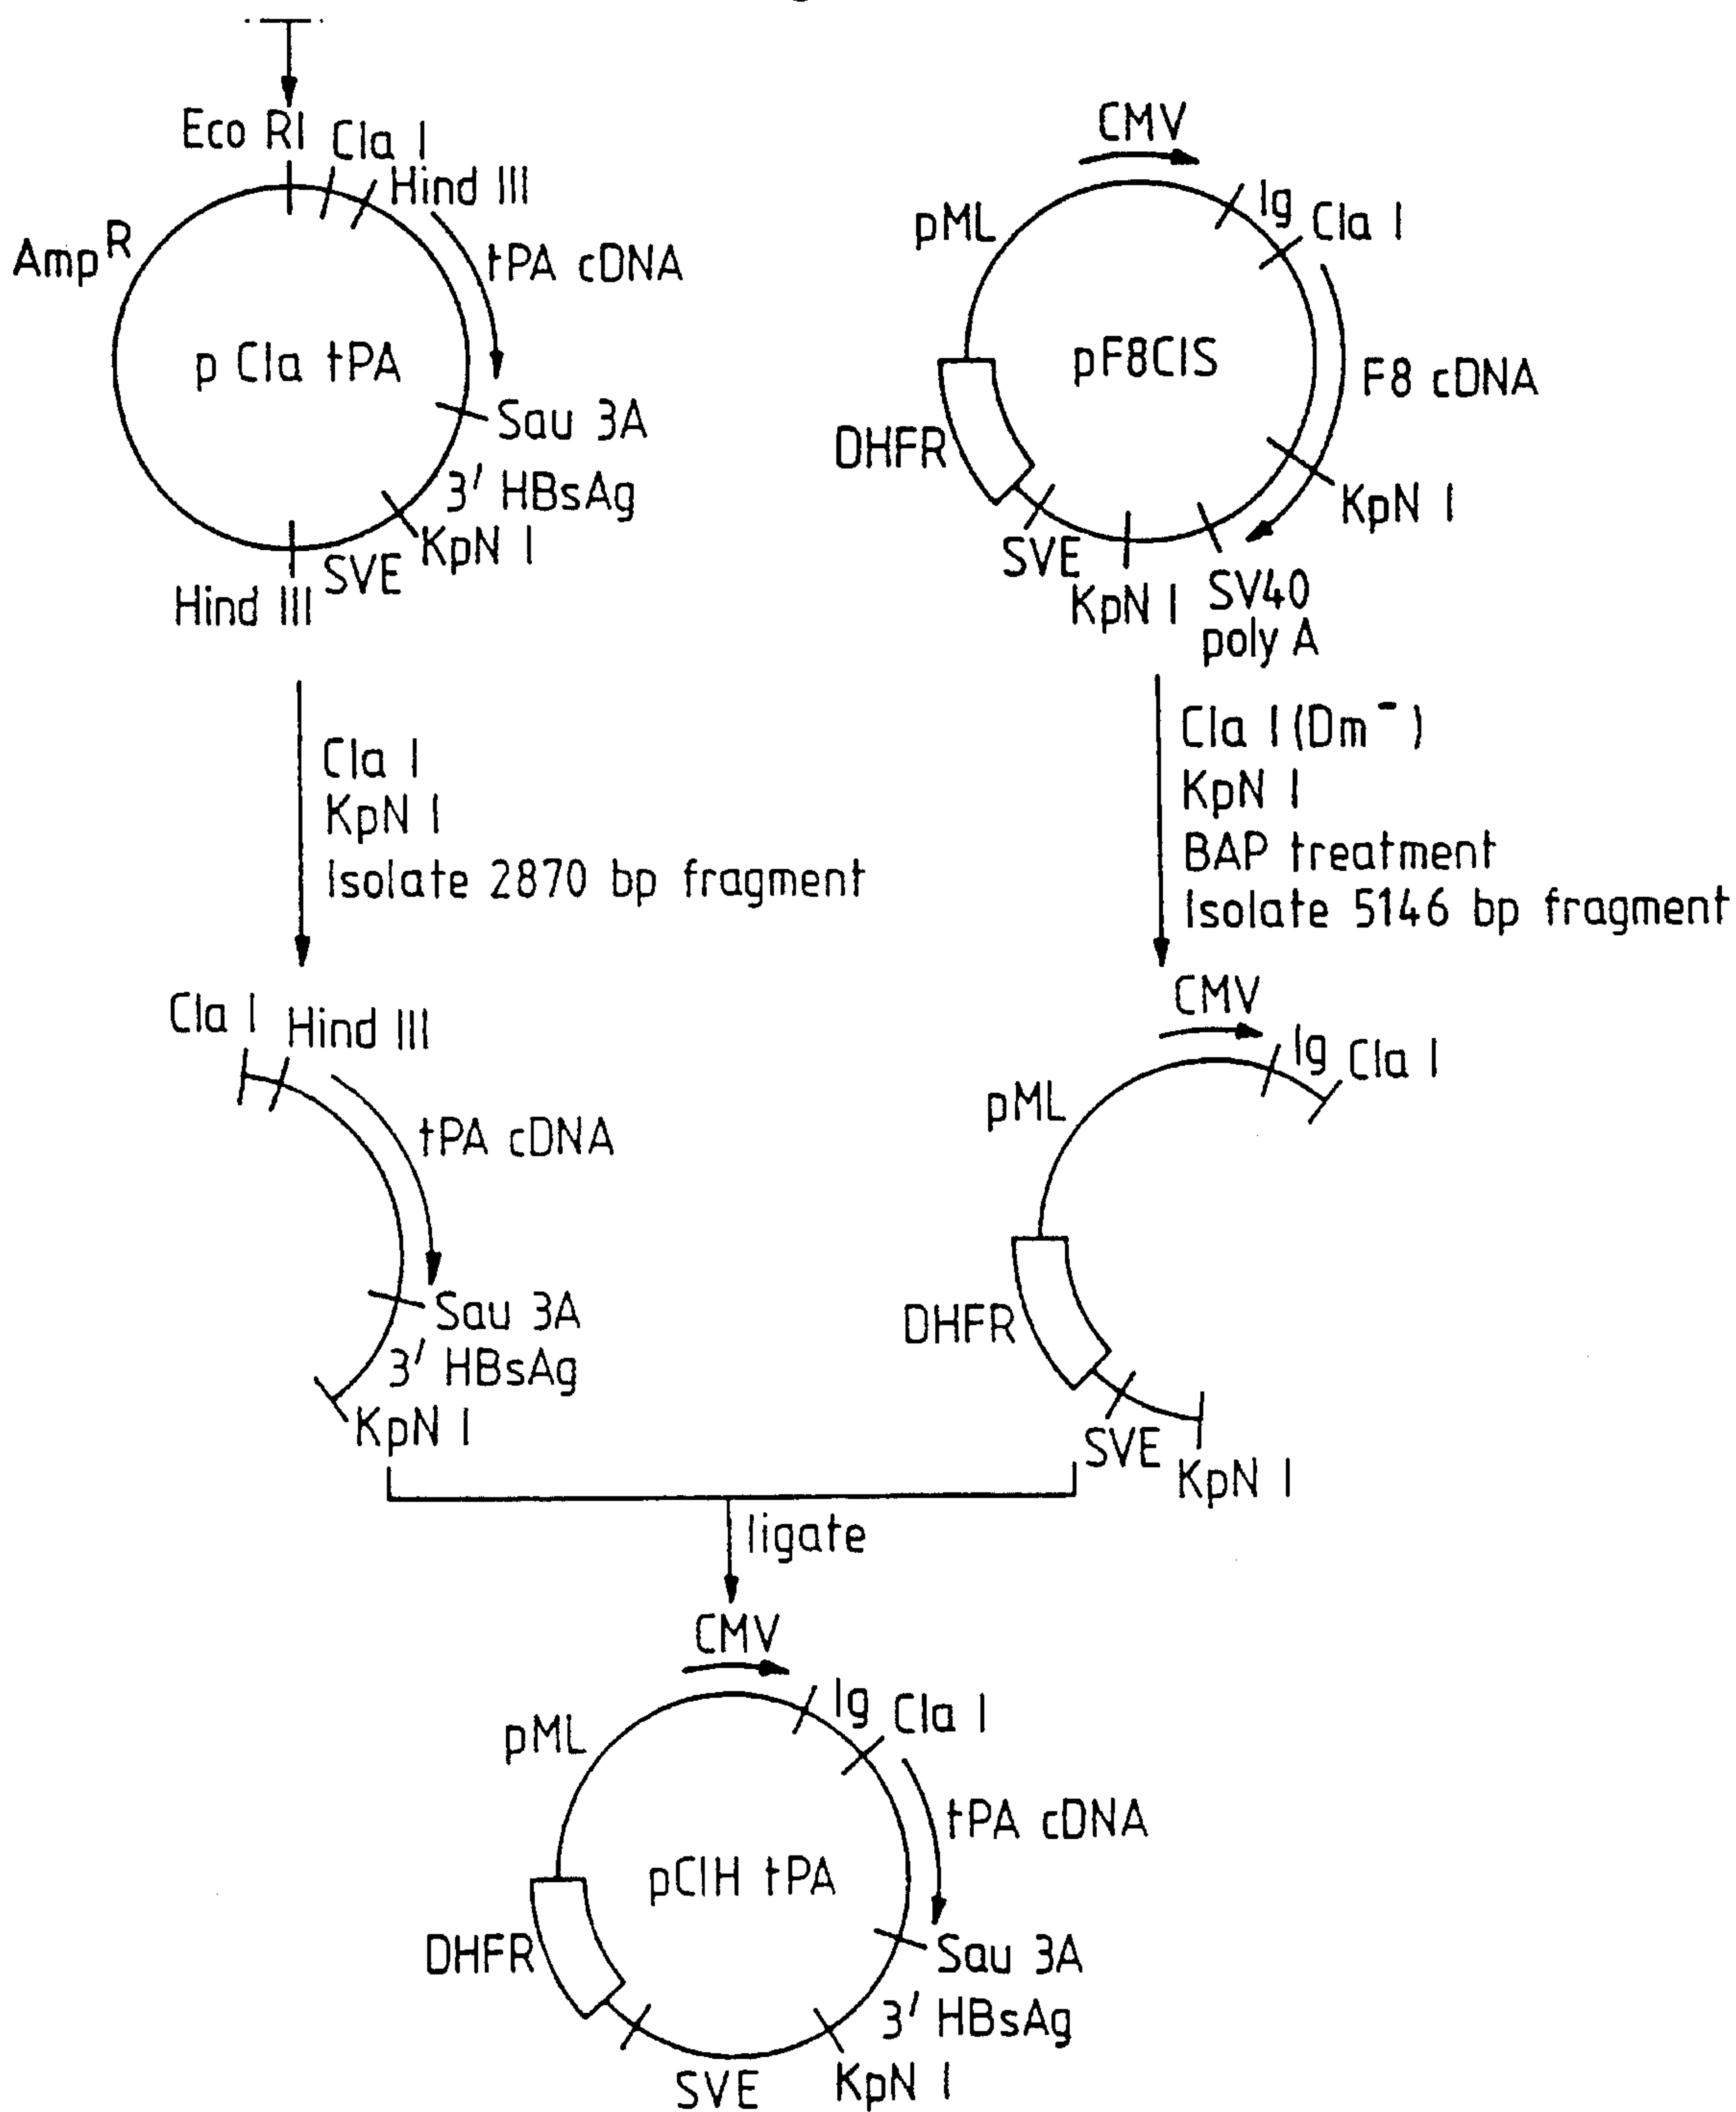 Eco RI
Cla I
Hind III
Amp R
tPA cDNA
p Cla tPA
Sau 3A
3' HBsAg
KpN I
SVE
Hind III
CMV
Ig
Cla I
pML
pF8CIS
F8 cDNA
DHFR
KpN I
SVE
KpN I
SV40
poly A
Cla I
KpN I
Isolate 2870 bp fragment
Cla I (Dm⁻)
KpN I
BAP treatment
Isolate 5146 bp fragment
Cla I
Hind III
tPA cDNA
Sau 3A
3' HBsAg
KpN I
CMV
Ig
Cla I
pML
DHFR
SVE
KpN I
ligate
CMV
Ig
Cla I
pML
tPA cDNA
pCIH tPA
DHFR
Sau 3A
3' HBsAg
KpN I
SVE